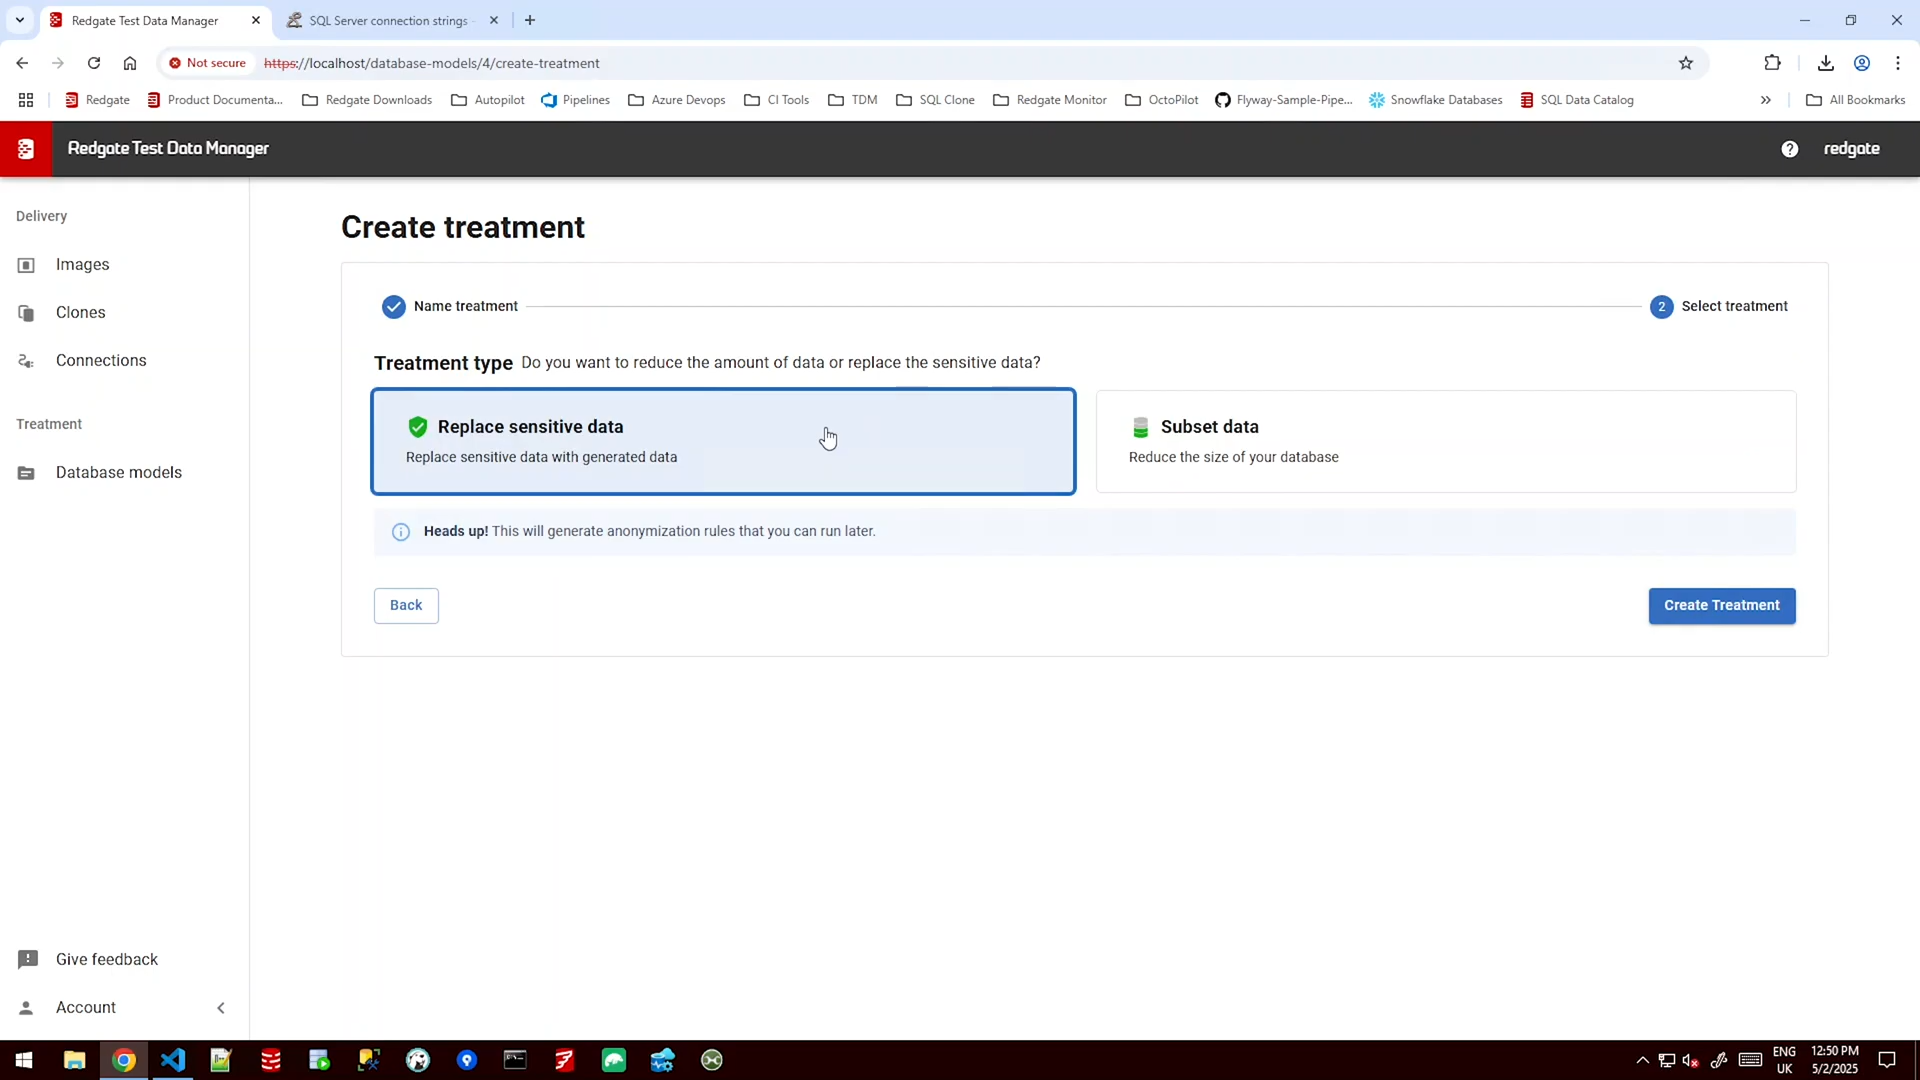 Redgate Test Data Manager
SQL Server connection strings
Not secure
https://localhost/database-models/4/create-treatment
Redgate
Product Documenta...
Redgate Downloads
Autopilot
Pipelines
Azure Devops
CI Tools
TDM
SQL Clone
Redgate Monitor
OctoPilot
Flyway-Sample-Pipe...
Snowflake Databases
SQL Data Catalog
All Bookmarks
Redgate Test Data Manager
redgate
Delivery
Images
Clones
Connections
Treatment
Database models
Give feedback
Account
Create treatment
Name treatment
2 Select treatment
Treatment type Do you want to reduce the amount of data or replace the sensitive data?
Replace sensitive data
Replace sensitive data with generated data
Subset data
Reduce the size of your database
Heads up! This will generate anonymization rules that you can run later.
Back
Create Treatment
ENG
UK
12:50 PM
5/2/2025